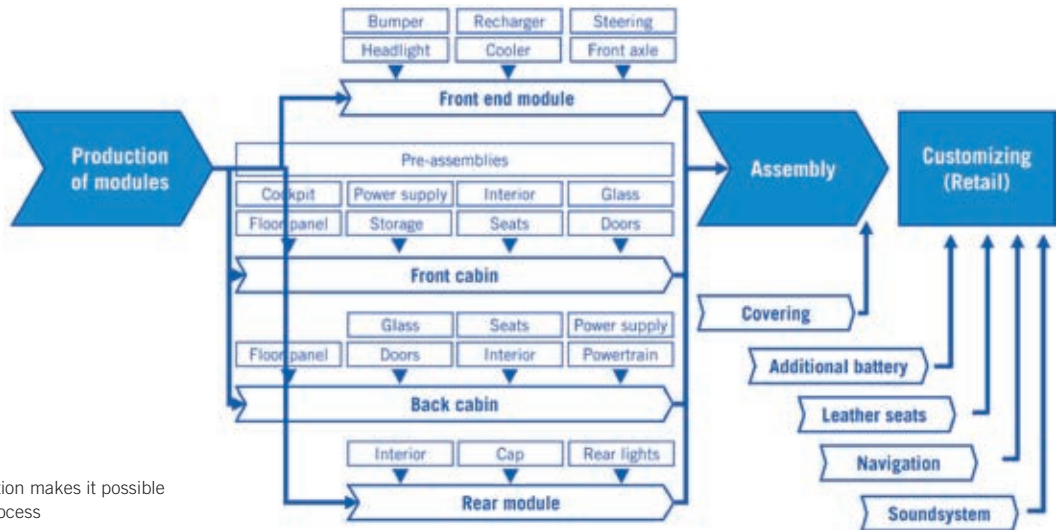 Bumper
Recharger
Steering
Headlight
Cooler
Front axle
Front end module
Production
of modules
Pre-assemblies
Cockpit
Power supply
Interior
Glass
Floor panel
Storage
Seats
Doors
Front cabin
Glass
Seats
Power supply
Floor panel
Doors
Interior
Powertrain
Back cabin
Interior
Cap
Rear lights
Rear module
Assembly
Customizing
(Retail)
Covering
Additional battery
Leather seats
Navigation
Soundsystem
makes it possible